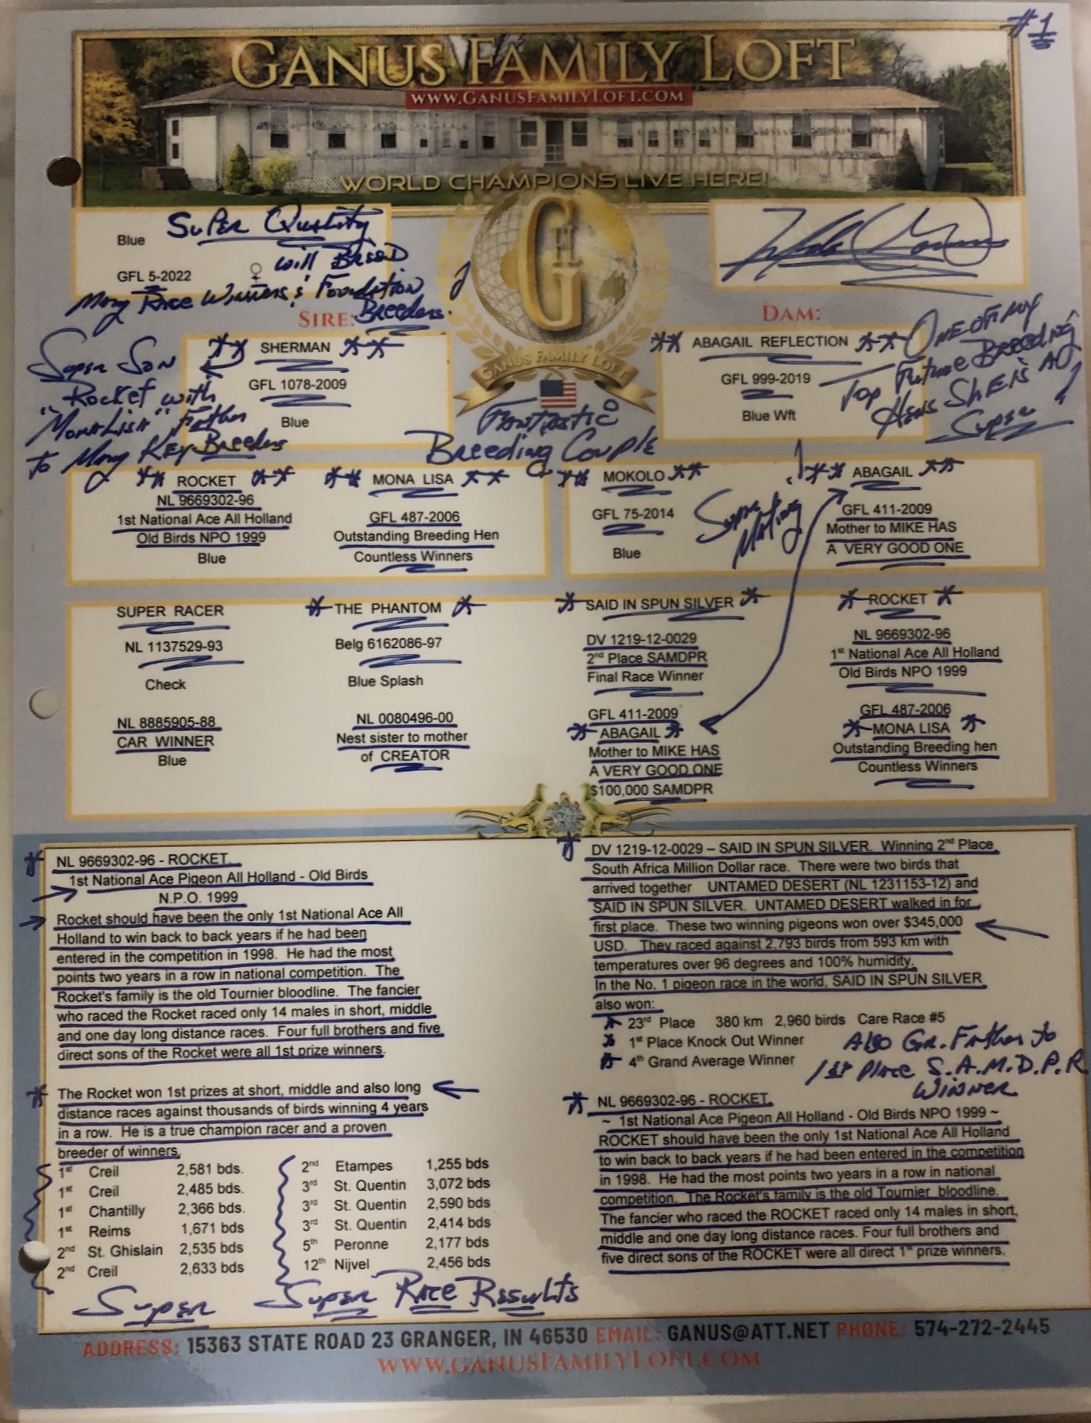 #1
GANUS FAMILY LOFT
WWW.GANUSFAMILYLOFT.COM
WORLD CHAMPIONS LIVE HERE!
Blue
GFL 5-2022 ♀
Super Quality
will Breed
Many Race Winners & Foundation
Breeders.
G
GANUS FAMILY LOFT
SIRE:
Super Son
Rocket with
"Mona Lisa" Father
to Many Key Breeders
** SHERMAN **
GFL 1078-2009
Blue
Fantastic
Breeding Couple
DAM:
** ABAGAIL REFLECTION **
GFL 999-2019
Blue Wft
One of my
Top Future Breeding
Hens She is AO
Super
** ROCKET **
NL 9669302-96
1st National Ace All Holland
Old Birds NPO 1999
Blue
** MONA LISA **
GFL 487-2006
Outstanding Breeding Hen
Countless Winners
** MOKOLO **
GFL 75-2014
Blue
Super
Mating
** ABAGAIL **
GFL 411-2009
Mother to MIKE HAS
A VERY GOOD ONE
SUPER RACER
NL 1137529-93
Check
NL 8885905-88
CAR WINNER
Blue
* THE PHANTOM *
Belg 6162086-97
Blue Splash
NL 0080496-00
Nest sister to mother
of CREATOR
* SAID IN SPUN SILVER *
DV 1219-12-0029
2nd Place SAMDPR
Final Race Winner
GFL 411-2009
* ABAGAIL *
Mother to MIKE HAS
A VERY GOOD ONE
$100,000 SAMDPR
* ROCKET *
NL 9669302-96
1st National Ace All Holland
Old Birds NPO 1999
GFL 487-2006
* MONA LISA *
Outstanding Breeding hen
Countless Winners
* NL 9669302-96 - ROCKET
1st National Ace Pigeon All Holland - Old Birds
N.P.O. 1999
Rocket should have been the only 1st National Ace All
Holland to win back to back years if he had been
entered in the competition in 1998. He had the most
points two years in a row in national competition. The
Rocket's family is the old Tournier bloodline. The fancier
who raced the Rocket raced only 14 males in short, middle
and one day long distance races. Four full brothers and five
direct sons of the Rocket were all 1st prize winners.
* The Rocket won 1st prizes at short, middle and also long
distance races against thousands of birds winning 4 years
in a row. He is a true champion racer and a proven
breeder of winners.
1st Creil 2,581 bds.
1st Creil 2,485 bds.
1st Chantilly 2,366 bds.
1st Reims 1,671 bds
2nd St. Ghislain 2,535 bds
2nd Creil 2,633 bds
2nd Etampes 1,255 bds
3rd St. Quentin 3,072 bds
3rd St. Quentin 2,590 bds
3rd St. Quentin 2,414 bds
5th Peronne 2,177 bds
12th Nijvel 2,456 bds
Super Super Race Results
* DV 1219-12-0029 – SAID IN SPUN SILVER. Winning 2nd Place
South Africa Million Dollar race. There were two birds that
arrived together UNTAMED DESERT (NL 1231153-12) and
SAID IN SPUN SILVER. UNTAMED DESERT walked in for
first place. These two winning pigeons won over $345,000
USD. They raced against 2,793 birds from 593 km with
temperatures over 96 degrees and 100% humidity.
In the No. 1 pigeon race in the world, SAID IN SPUN SILVER
also won:
23rd Place 380 km 2,960 birds Care Race #5
1st Place Knock Out Winner
4th Grand Average Winner
Also Gr. Father to
1st Place S.A.M.D.P.R
Winner
* NL 9669302-96 - ROCKET
~ 1st National Ace Pigeon All Holland - Old Birds NPO 1999 ~
ROCKET should have been the only 1st National Ace All Holland
to win back to back years if he had been entered in the competition
in 1998. He had the most points two years in a row in national
competition. The Rocket's family is the old Tournier bloodline.
The fancier who raced the ROCKET raced only 14 males in short,
middle and one day long distance races. Four full brothers and
five direct sons of the ROCKET were all direct 1st prize winners.
ADDRESS: 15363 STATE ROAD 23 GRANGER, IN 46530 EMAIL: GANUS@ATT.NET PHONE: 574-272-2445
WWW.GANUSFAMILYLOFT.COM